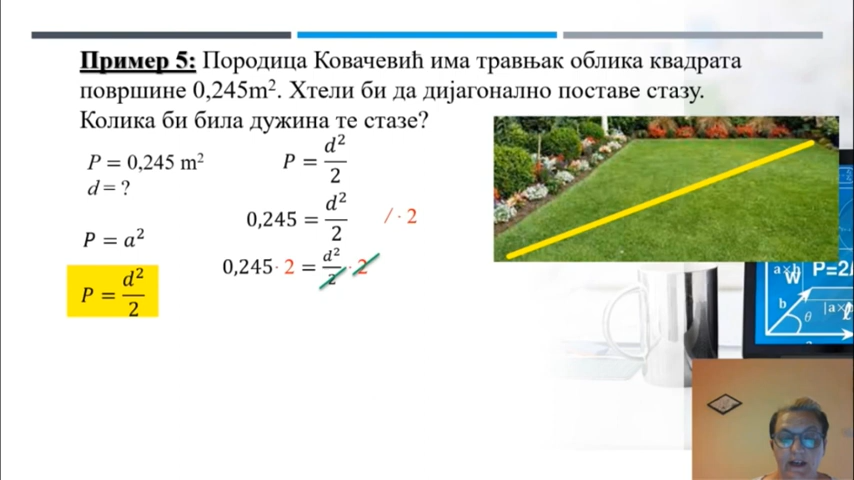 Пример 5: Породица Ковачевић има травњак облика квадрата
површине 0,245m². Хтели би да дијагонално поставе стазу.
Колика би била дужина те стазе?
P = 0,245 m²
d = ?
P = a²
P = d²/2
P = d²/2
0,245 = d²/2 / · 2
0,245 · 2 = d²/2 · 2
a×b
W
P=2
b
θ
|a×